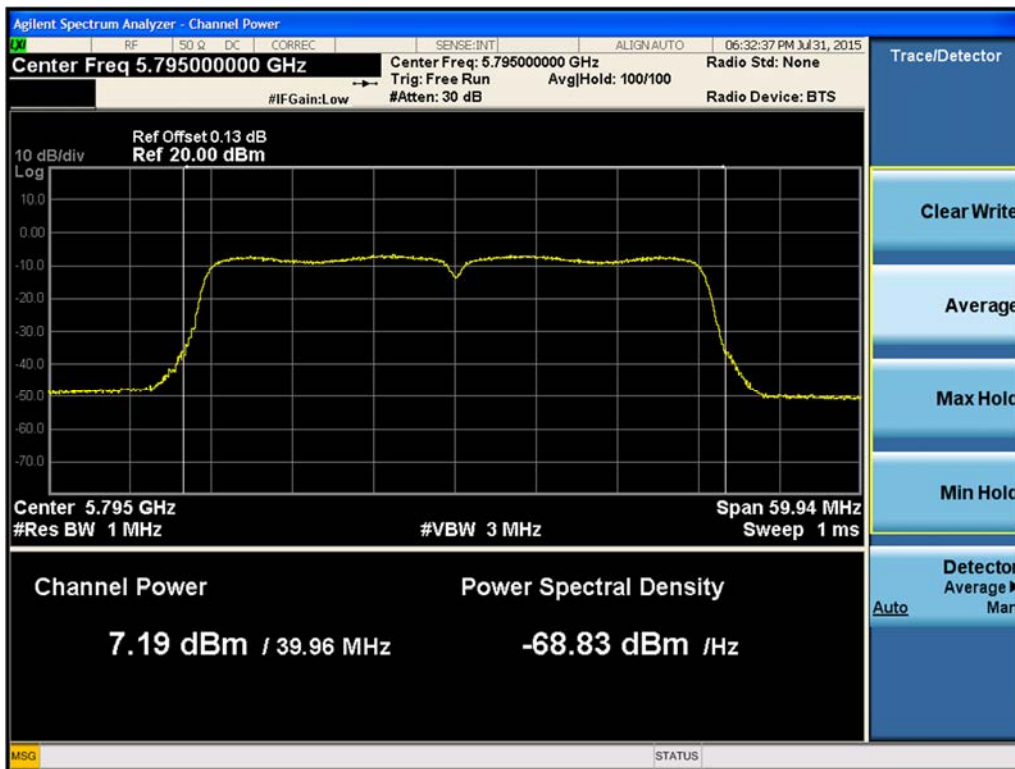 Agilent Spectrum Analyzer - Channel Power
LXI RF 50 Ω DC CORREC SENSE:INT ALIGN AUTO 06:32:37 PM Jul 31, 2015
Center Freq 5.795000000 GHz
Center Freq: 5.795000000 GHz Radio Std: None
Trig: Free Run Avg|Hold: 100/100
#IFGain:Low #Atten: 30 dB Radio Device: BTS
Trace/Detector
Ref Offset 0.13 dB
10 dB/div Ref 20.00 dBm
Log
10.0
0.00
-10.0
-20.0
-30.0
-40.0
-50.0
-60.0
-70.0
Center 5.795 GHz Span 59.94 MHz
#Res BW 1 MHz #VBW 3 MHz Sweep 1 ms
Channel Power Power Spectral Density
7.19 dBm / 39.96 MHz -68.83 dBm /Hz
Clear Write
Average
Max Hold
Min Hold
Detector
Average
Auto Man
MSG STATUS